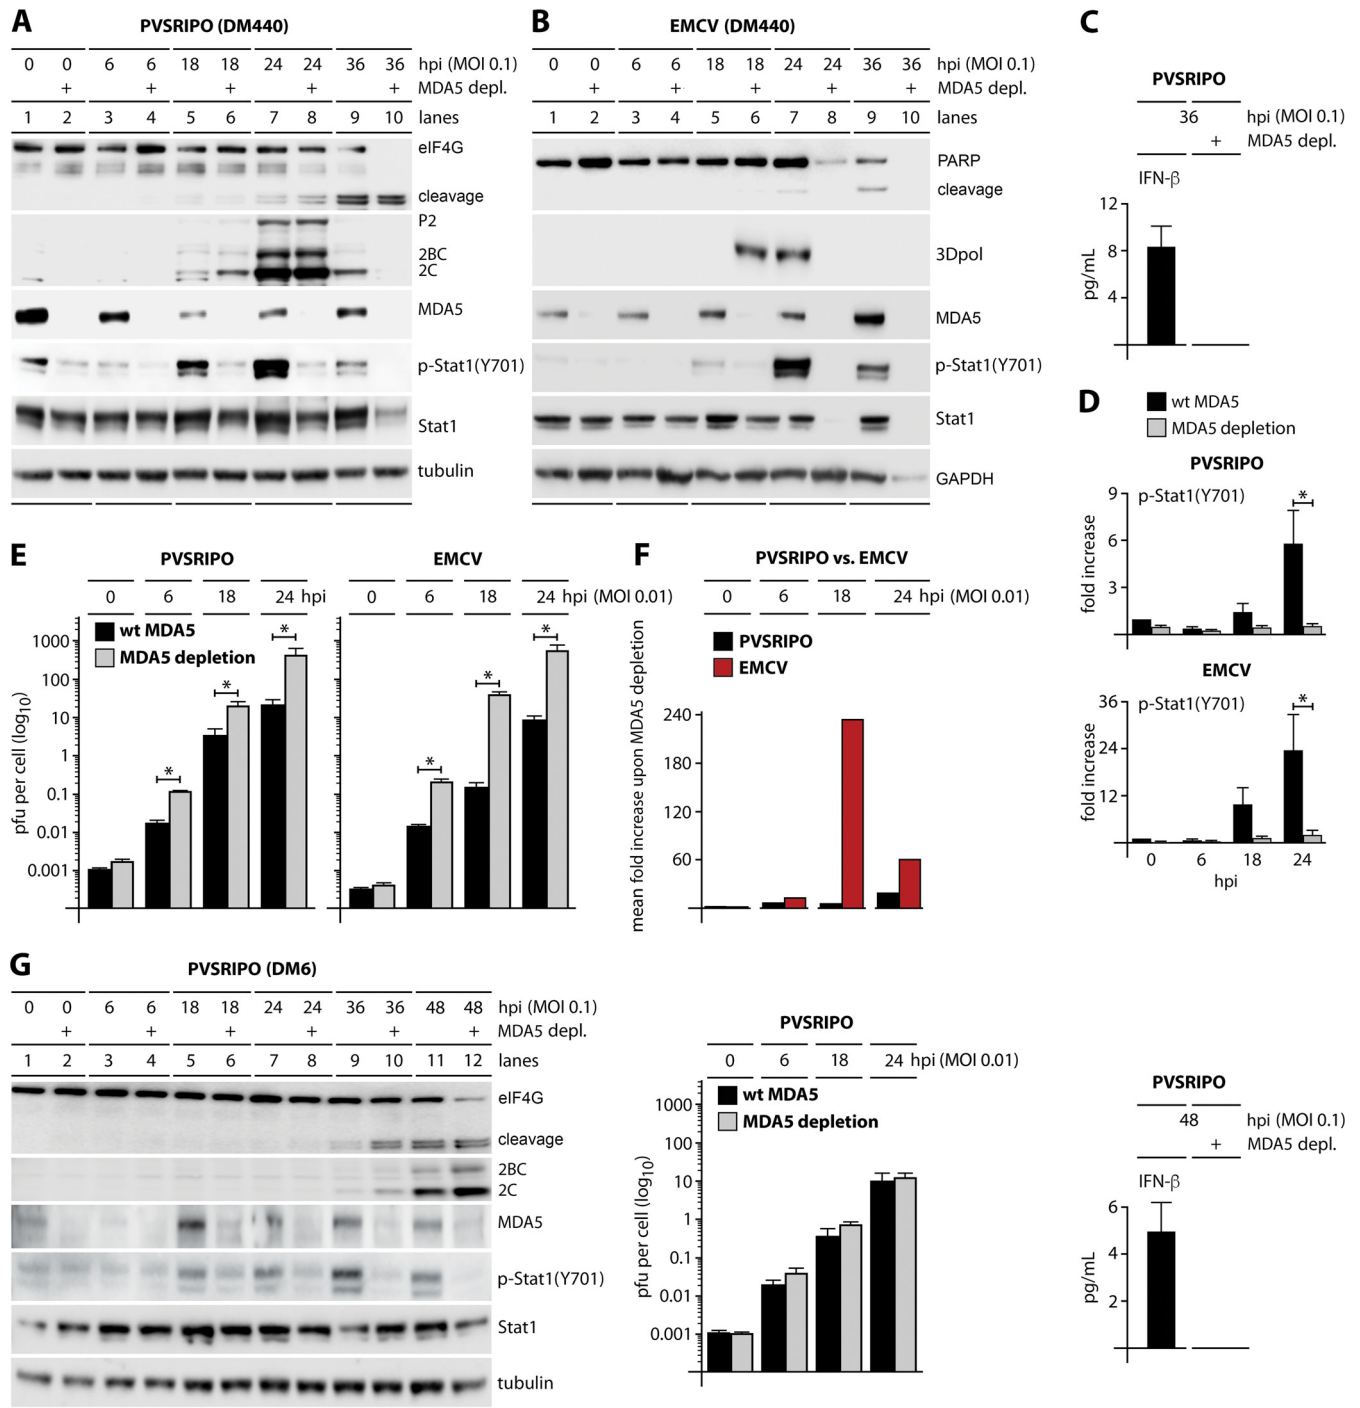 A
PVSRIPO (DM440)
0 0 6 6 18 18 24 24 36 36 hpi (MOI 0.1)
+ + + + + MDA5 depl.
1 2 3 4 5 6 7 8 9 10 lanes
eIF4G
cleavage
P2
2BC
2C
MDA5
p-Stat1(Y701)
Stat1
tubulin
B
EMCV (DM440)
0 0 6 6 18 18 24 24 36 36 hpi (MOI 0.1)
+ + + + + MDA5 depl.
1 2 3 4 5 6 7 8 9 10 lanes
PARP
cleavage
3Dpol
MDA5
p-Stat1(Y701)
Stat1
GAPDH
C
PVSRIPO
36 hpi (MOI 0.1)
+ MDA5 depl.
IFN-β
12
8
4
pg/mL
D
wt MDA5
MDA5 depletion
PVSRIPO
p-Stat1(Y701)
9
6
3
fold increase
*
EMCV
p-Stat1(Y701)
36
24
12
fold increase
*
0 6 18 24
hpi
E
PVSRIPO
0 6 18 24 hpi
wt MDA5
MDA5 depletion
1000
100
10
1
0.1
0.01
0.001
pfu per cell (log10)
* * *
EMCV
0 6 18 24 hpi (MOI 0.01)
* * *
F
PVSRIPO vs. EMCV
0 6 18 24 hpi (MOI 0.01)
PVSRIPO
EMCV
240
180
120
60
mean fold increase upon MDA5 depletion
G
PVSRIPO (DM6)
0 0 6 6 18 18 24 24 36 36 48 48 hpi (MOI 0.1)
+ + + + + + MDA5 depl.
1 2 3 4 5 6 7 8 9 10 11 12 lanes
eIF4G
cleavage
2BC
2C
MDA5
p-Stat1(Y701)
Stat1
tubulin
PVSRIPO
0 6 18 24 hpi (MOI 0.01)
wt MDA5
MDA5 depletion
1000
100
10
1
0.1
0.01
0.001
pfu per cell (log10)
PVSRIPO
48 hpi (MOI 0.1)
+ MDA5 depl.
IFN-β
6
4
2
pg/mL